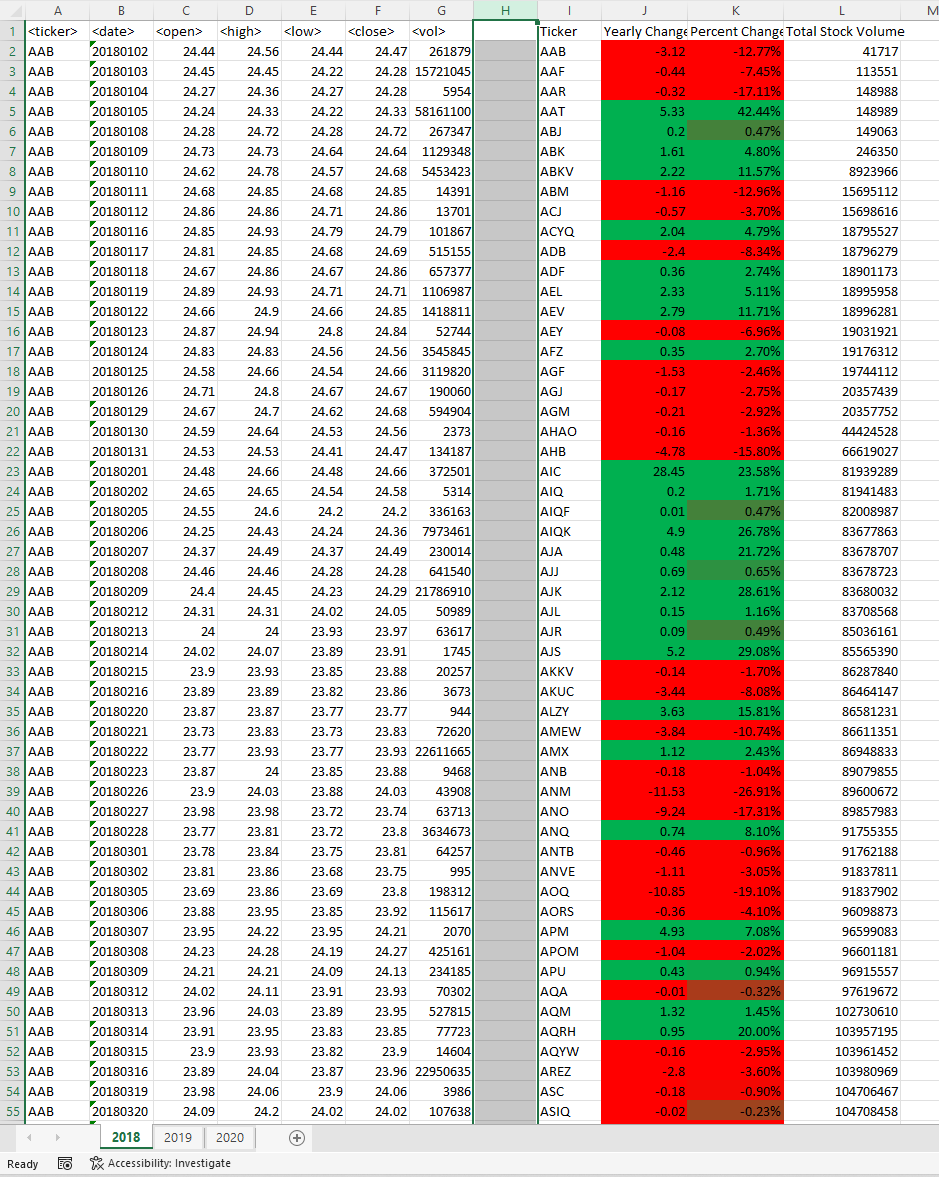 A B C D E F G H I J K L M
1 <ticker> <date> <open> <high> <low> <close> <vol> Ticker Yearly Change Percent Change Total Stock Volume
2 AAB 20180102 24.44 24.56 24.44 24.47 261879 AAB -3.12 -12.77% 41717
3 AAB 20180103 24.45 24.45 24.22 24.28 15721045 AAF -0.44 -7.45% 113551
4 AAB 20180104 24.27 24.36 24.27 24.28 5954 AAR -0.32 -17.11% 148988
5 AAB 20180105 24.24 24.33 24.22 24.33 58161100 AAT 5.33 42.44% 148989
6 AAB 20180108 24.28 24.72 24.28 24.72 267347 ABJ 0.2 0.47% 149063
7 AAB 20180109 24.73 24.73 24.64 24.64 1129348 ABK 1.61 4.80% 246350
8 AAB 20180110 24.62 24.78 24.57 24.68 5453423 ABKV 2.22 11.57% 8923966
9 AAB 20180111 24.68 24.85 24.68 24.85 14391 ABM -1.16 -12.96% 15695112
10 AAB 20180112 24.86 24.86 24.71 24.86 13701 ACJ -0.57 -3.70% 15698616
11 AAB 20180116 24.85 24.93 24.79 24.79 101867 ACYQ 2.04 4.79% 18795527
12 AAB 20180117 24.81 24.85 24.68 24.69 515155 ADB -2.4 -8.34% 18796279
13 AAB 20180118 24.67 24.86 24.67 24.86 657377 ADF 0.36 2.74% 18901173
14 AAB 20180119 24.89 24.93 24.71 24.71 1106987 AEL 2.33 5.11% 18995958
15 AAB 20180122 24.66 24.9 24.66 24.85 1418811 AEV 2.79 11.71% 18996281
16 AAB 20180123 24.87 24.94 24.8 24.84 52744 AEY -0.08 -6.96% 19031921
17 AAB 20180124 24.83 24.83 24.56 24.56 3545845 AFZ 0.35 2.70% 19176312
18 AAB 20180125 24.58 24.66 24.54 24.66 3119820 AGF -1.53 -2.46% 19744112
19 AAB 20180126 24.71 24.8 24.67 24.67 190060 AGJ -0.17 -2.75% 20357439
20 AAB 20180129 24.67 24.7 24.62 24.68 594904 AGM -0.21 -2.92% 20357752
21 AAB 20180130 24.59 24.64 24.53 24.56 2373 AHAO -0.16 -1.36% 44424528
22 AAB 20180131 24.53 24.53 24.41 24.47 134187 AHB -4.78 -15.80% 66619027
23 AAB 20180201 24.48 24.66 24.48 24.66 372501 AIC 28.45 23.58% 81939289
24 AAB 20180202 24.65 24.65 24.54 24.58 5314 AIQ 0.2 1.71% 81941483
25 AAB 20180205 24.55 24.6 24.2 24.2 336163 AIQF 0.01 0.47% 82008987
26 AAB 20180206 24.25 24.43 24.24 24.36 7973461 AIQK 4.9 26.78% 83677863
27 AAB 20180207 24.37 24.49 24.37 24.49 230014 AJA 0.48 21.72% 83678707
28 AAB 20180208 24.46 24.46 24.28 24.28 641540 AJJ 0.69 0.65% 83678723
29 AAB 20180209 24.4 24.45 24.23 24.29 21786910 AJK 2.12 28.61% 83680032
30 AAB 20180212 24.31 24.31 24.02 24.05 50989 AJL 0.15 1.16% 83708568
31 AAB 20180213 24 24 23.93 23.97 63617 AJR 0.09 0.49% 85036161
32 AAB 20180214 24.02 24.07 23.89 23.91 1745 AJS 5.2 29.08% 85565390
33 AAB 20180215 23.9 23.93 23.85 23.88 20257 AKKV -0.14 -1.70% 86287840
34 AAB 20180216 23.89 23.89 23.82 23.86 3673 AKUC -3.44 -8.08% 86464147
35 AAB 20180220 23.87 23.87 23.77 23.77 944 ALZY 3.63 15.81% 86581231
36 AAB 20180221 23.73 23.83 23.73 23.83 72620 AMEW -3.84 -10.74% 86611351
37 AAB 20180222 23.77 23.93 23.77 23.93 22611665 AMX 1.12 2.43% 86948833
38 AAB 20180223 23.87 24 23.85 23.88 9468 ANB -0.18 -1.04% 89079855
39 AAB 20180226 23.9 24.03 23.88 24.03 43908 ANM -11.53 -26.91% 89600672
40 AAB 20180227 23.98 23.98 23.72 23.74 63713 ANO -9.24 -17.31% 89857983
41 AAB 20180228 23.77 23.81 23.72 23.8 3634673 ANQ 0.74 8.10% 91755355
42 AAB 20180301 23.78 23.84 23.75 23.81 64257 ANTB -0.46 -0.96% 91762188
43 AAB 20180302 23.81 23.86 23.68 23.75 995 ANVE -1.11 -3.05% 91837811
44 AAB 20180305 23.69 23.86 23.69 23.8 198312 AOQ -10.85 -19.10% 91837902
45 AAB 20180306 23.88 23.95 23.85 23.92 115617 AORS -0.36 -4.10% 96098873
46 AAB 20180307 23.95 24.22 23.95 24.21 2070 APM 4.93 7.08% 96599083
47 AAB 20180308 24.23 24.28 24.19 24.27 425161 APOM -1.04 -2.02% 96601181
48 AAB 20180309 24.21 24.21 24.09 24.13 234185 APU 0.43 0.94% 96915557
49 AAB 20180312 24.02 24.11 23.91 23.93 70302 AQA -0.01 -0.32% 97619672
50 AAB 20180313 23.96 24.03 23.89 23.95 527815 AQM 1.32 1.45% 102730610
51 AAB 20180314 23.91 23.95 23.83 23.85 77723 AQRH 0.95 20.00% 103957195
52 AAB 20180315 23.9 23.93 23.82 23.9 14604 AQYW -0.16 -2.95% 103961452
53 AAB 20180316 23.89 24.04 23.87 23.96 22950635 AREZ -2.8 -3.60% 103980969
54 AAB 20180319 23.98 24.06 23.9 24.06 3986 ASC -0.18 -0.90% 104706467
55 AAB 20180320 24.09 24.2 24.02 24.02 107638 ASIQ -0.02 -0.23% 104708458
2018 2019 2020
Ready Accessibility: Investigate